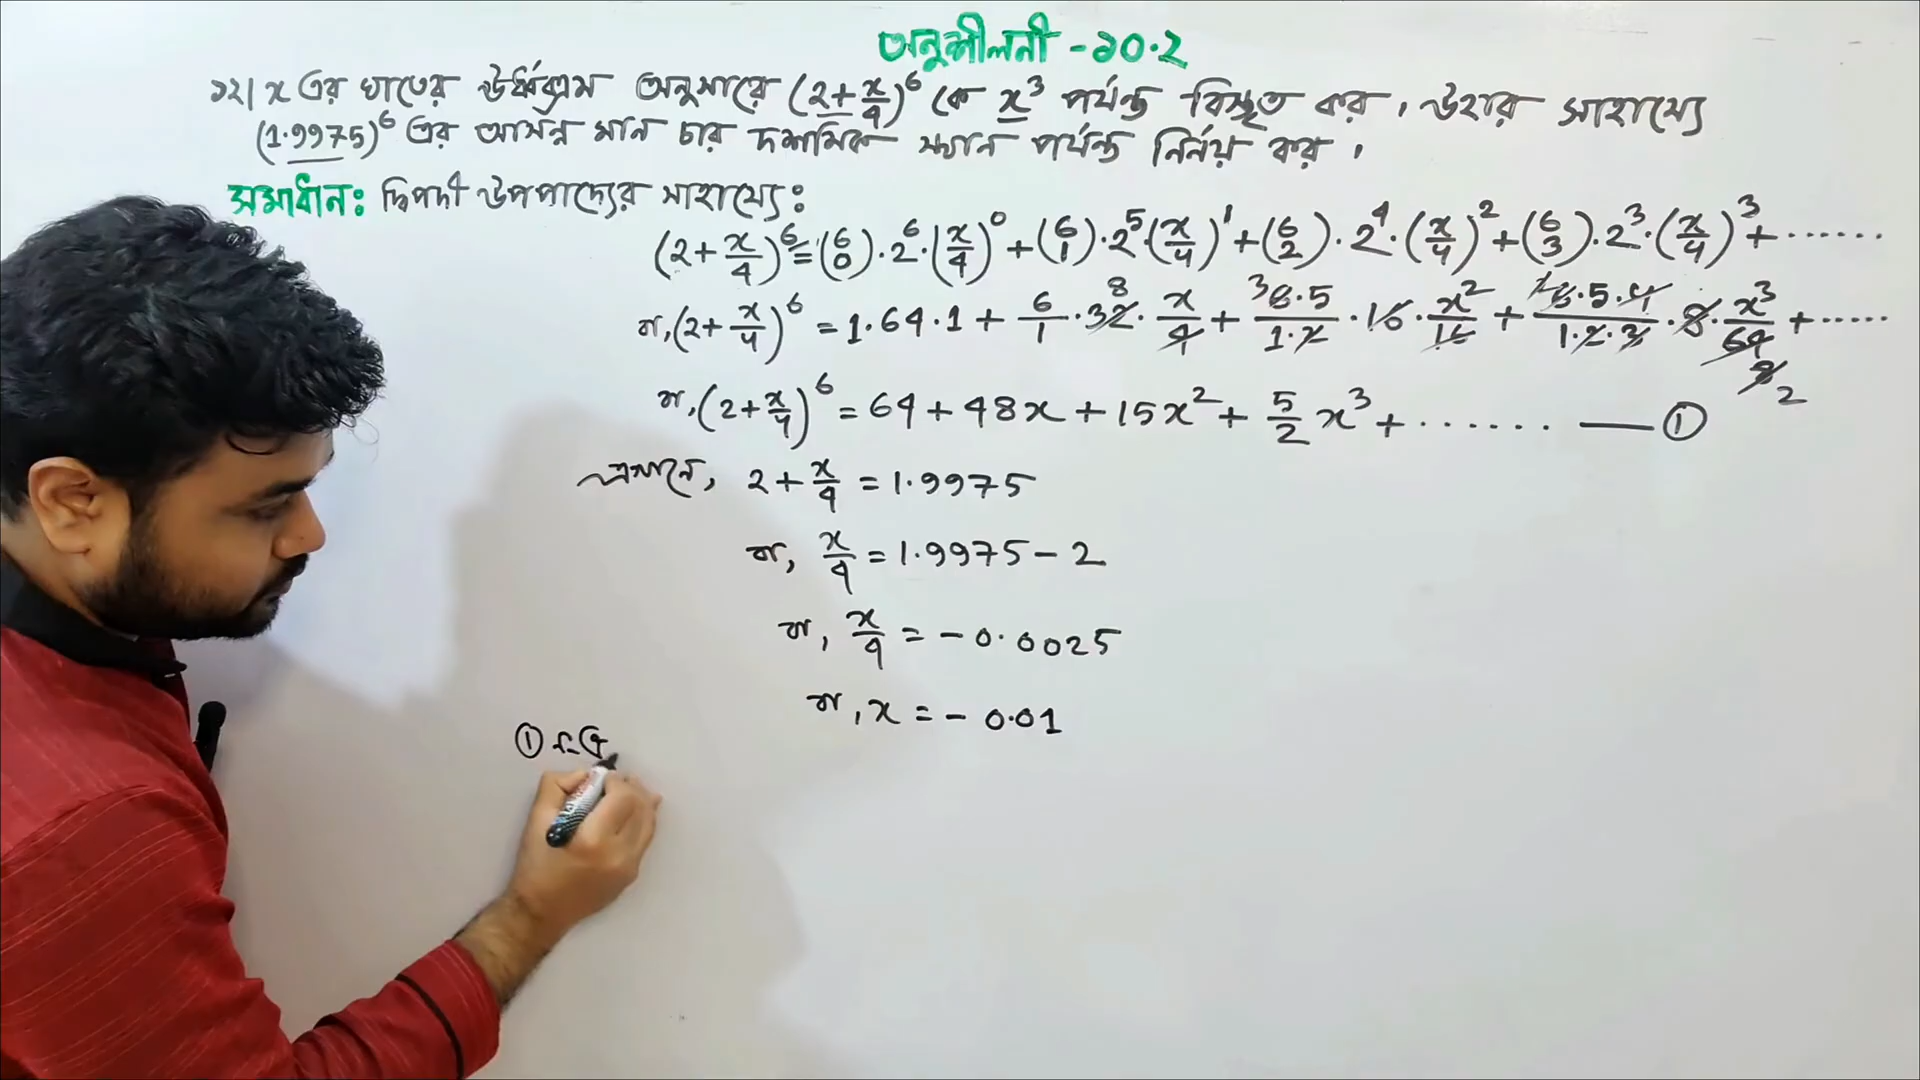 অনুশীলনী - ১০.২
১২। x এর ঘাতের ঊর্ধ্বক্রম অনুসারে (2+x/4)^6 কে x^3 পর্যন্ত বিস্তৃত কর, উহার সাহায্যে
(1.9975)^6 এর আসন্ন মান চার দশমিক স্থান পর্যন্ত নির্ণয় কর।
সমাধান: দ্বিপদী উপপাদ্যের সাহায্যে:
(2+x/4)^6 = (6 0)·2^6·(x/4)^0 + (6 1)·2^5·(x/4)^1 + (6 2)·2^4·(x/4)^2 + (6 3)·2^3·(x/4)^3 + ......
বা, (2+x/4)^6 = 1·64·1 + 6/1·32·x/4 + 6·5/1·2·16·x^2/16 + 6·5·4/1·2·3·8·x^3/64 + .....
বা, (2+x/4)^6 = 64 + 48x + 15x^2 + 5/2 x^3 + ...... — ①
এখানে, 2 + x/4 = 1.9975
বা, x/4 = 1.9975 - 2
বা, x/4 = - 0.0025
বা, x = - 0.01
①